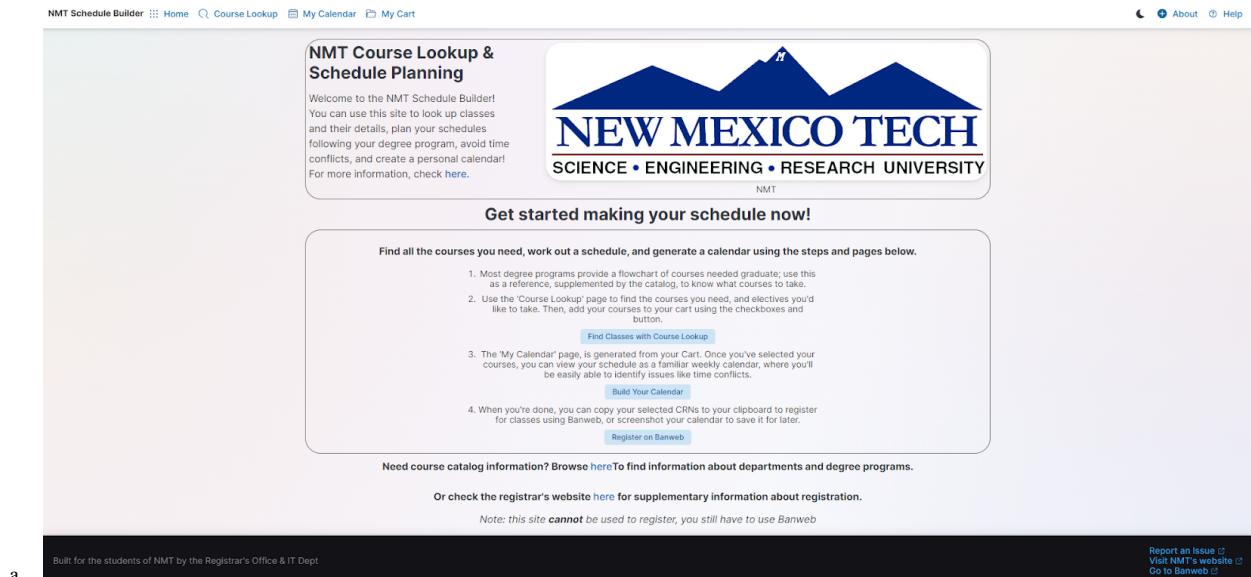 NMT Schedule Builder Home Course Lookup My Calendar My Cart About Help
NMT Course Lookup &
Schedule Planning
Welcome to the NMT Schedule Builder!
You can use this site to look up classes
and their details, plan your schedules
following your degree program, avoid time
conflicts, and create a personal calendar!
For more information, check here.
M
NEW MEXICO TECH
SCIENCE • ENGINEERING • RESEARCH UNIVERSITY
NMT
Get started making your schedule now!
Find all the courses you need, work out a schedule, and generate a calendar using the steps and pages below.
1. Most degree programs provide a flowchart of courses needed graduate; use this
as a reference, supplemented by the catalog, to know what courses to take.
2. Use the 'Course Lookup' page to find the courses you need, and electives you'd
like to take. Then, add your courses to your cart using the checkboxes and
button.
Find Classes with Course Lookup
3. The 'My Calendar' page, is generated from your Cart. Once you've selected your
courses, you can view your schedule as a familiar weekly calendar, where you'll
be easily able to identify issues like time conflicts.
Build Your Calendar
4. When you're done, you can copy your selected CRNs to your clipboard to register
for classes using Banweb, or screenshot your calendar to save it for later.
Register on Banweb
Need course catalog information? Browse hereTo find information about departments and degree programs.
Or check the registrar's website here for supplementary information about registration.
Note: this site cannot be used to register, you still have to use Banweb
Built for the students of NMT by the Registrar's Office & IT Dept
Report an Issue
Visit NMT's website
Go to Banweb
a.